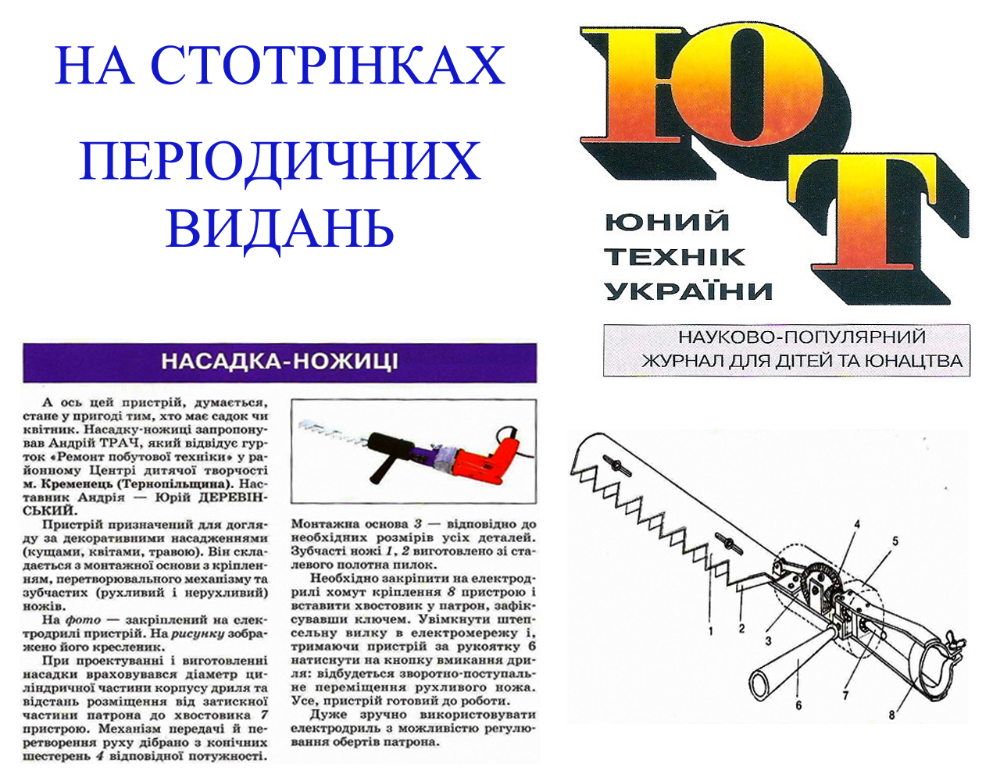 НА СТОТРІНКАХ
ПЕРІОДИЧНИХ
ВИДАНЬ
ЮТ
ЮНИЙ
ТЕХНІК
УКРАЇНИ
НАУКОВО-ПОПУЛЯРНИЙ
ЖУРНАЛ ДЛЯ ДІТЕЙ ТА ЮНАЦТВА
НАСАДКА-НОЖИЦІ
А ось цей пристрій, думається,
стане у пригоді тим, хто має садок чи
квітник. Насадку-ножиці запропону-
вав Андрій ТРАЧ, який відвідує гур-
ток «Ремонт побутової техніки» у ра-
йонному Центрі дитячої творчості
м. Кременець (Тернопільщина). Нас-
тавник Андрія — Юрій ДЕРЕВІН-
СЬКИЙ.
Пристрій призначений для догля-
ду за декоративними насадженнями
(кущами, квітами, травою). Він скла-
дається з монтажної основи з кріплен-
ням, перетворювального механізму та
зубчастих (рухливий і нерухливий)
ножів.
На фото — закріплений на елек-
тродрилі пристрій. На рисунку зобра-
жено його кресленик.
При проектуванні і виготовленні
насадки враховувався діаметр ци-
ліндричної частини корпусу дриля та
відстань розміщення від затискної
частини патрона до хвостовика 7
пристрою. Механізм передачі й пе-
ретворення руху дібрано з конічних
шестерень 4 відповідної потужності.
Монтажна основа 3 — відповідно до
необхідних розмірів усіх деталей.
Зубчасті ножі 1, 2 виготовлено зі ста-
левого полотна пилок.
Необхідно закріпити на електрод-
рилі хомут кріплення 8 пристрою і
вставити хвостовик у патрон, зафік-
сувавши ключем. Увімкнути штеп-
сельну вилку в електромережу і,
тримаючи пристрій за рукоятку 6
натиснути на кнопку вмикання дри-
ля: відбудеться зворотно-поступаль-
не переміщення рухливого ножа.
Усе, пристрій готовий до роботи.
Дуже зручно використовувати
електродриль з можливістю регулю-
вання обертів патрона.
4
5
1
2
3
6
7
8